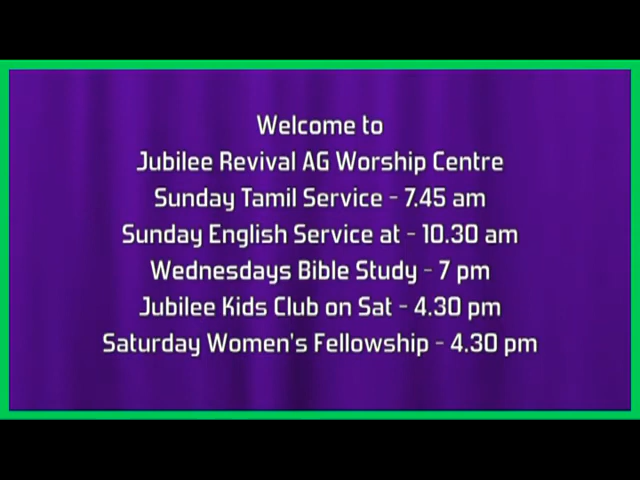 Welcome to
Jubilee Revival AG Worship Centre
Sunday Tamil Service - 7.45 am
Sunday English Service at - 10.30 am
Wednesdays Bible Study - 7 pm
Jubilee Kids Club on Sat - 4.30 pm
Saturday Women's Fellowship - 4.30 pm